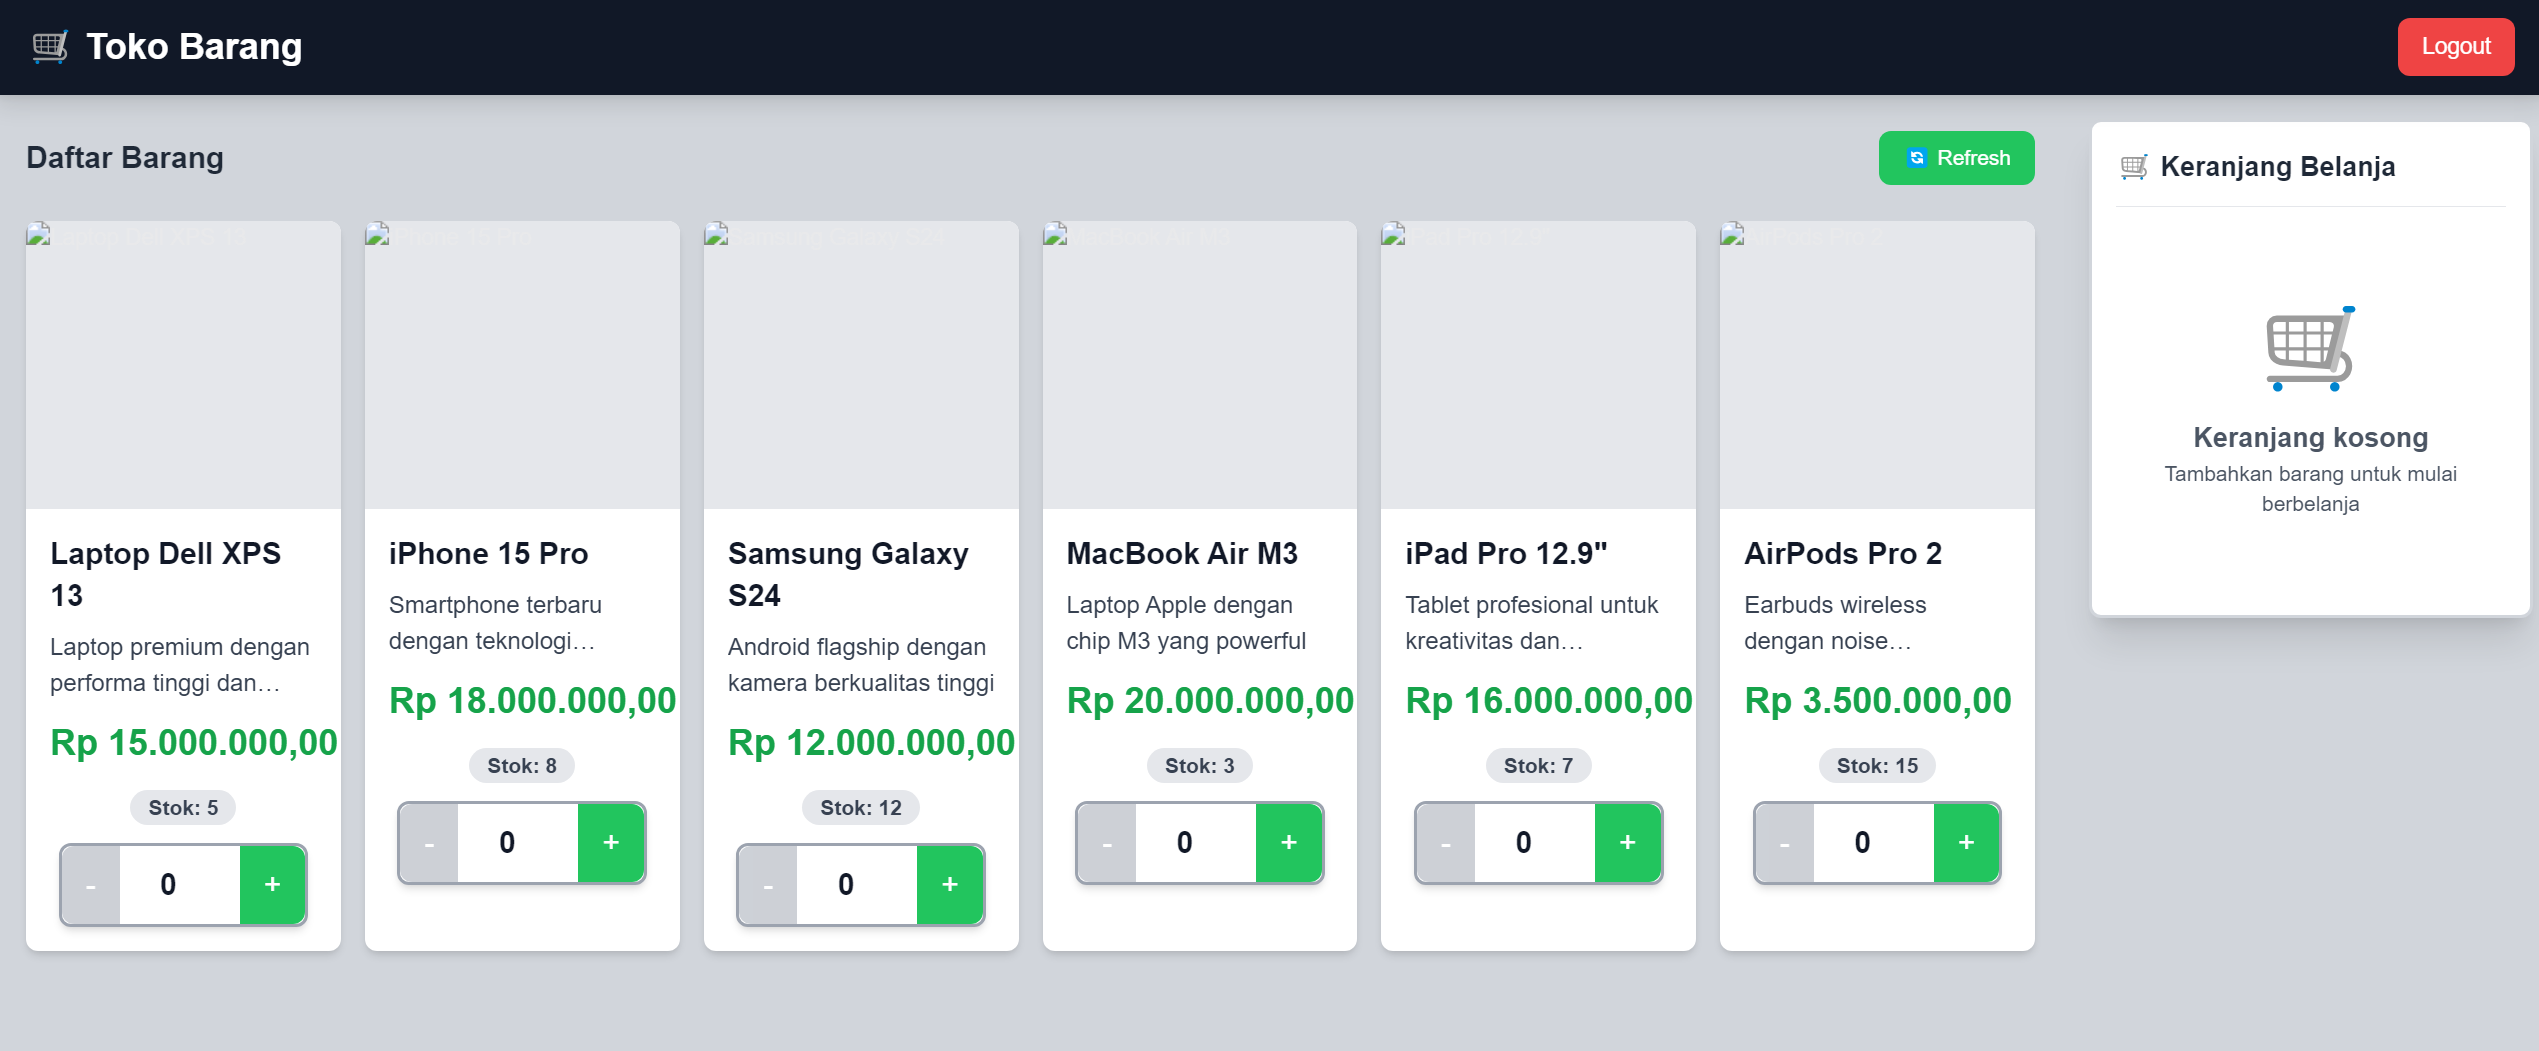 Toko Barang
Logout
Daftar Barang
Refresh
Laptop Dell XPS
13
Laptop premium dengan
performa tinggi dan…
Rp 15.000.000,00
Stok: 5
- 0 +
iPhone 15 Pro
Smartphone terbaru
dengan teknologi…
Rp 18.000.000,00
Stok: 8
- 0 +
Samsung Galaxy
S24
Android flagship dengan
kamera berkualitas tinggi
Rp 12.000.000,00
Stok: 12
- 0 +
MacBook Air M3
Laptop Apple dengan
chip M3 yang powerful
Rp 20.000.000,00
Stok: 3
- 0 +
iPad Pro 12.9"
Tablet profesional untuk
kreativitas dan…
Rp 16.000.000,00
Stok: 7
- 0 +
AirPods Pro 2
Earbuds wireless
dengan noise…
Rp 3.500.000,00
Stok: 15
- 0 +
Keranjang Belanja
Keranjang kosong
Tambahkan barang untuk mulai
berbelanja